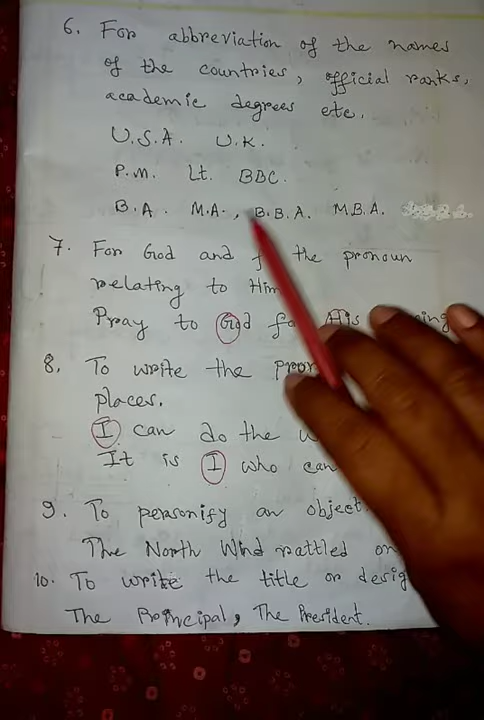 6. For abbreviation of the names
of the countries, official ranks,
academic degrees etc.
U.S.A. U.K.
P.M. Lt. BBC.
B.A. M.A., B.B.A. M.B.A.
7. For God and the pronoun
relating to Him
Pray to God His
8. To write the
places.
I can do the
It is I who can
9. To personify an object.
The North Wind rattled on
10. To write the title or
The Principal, The President.